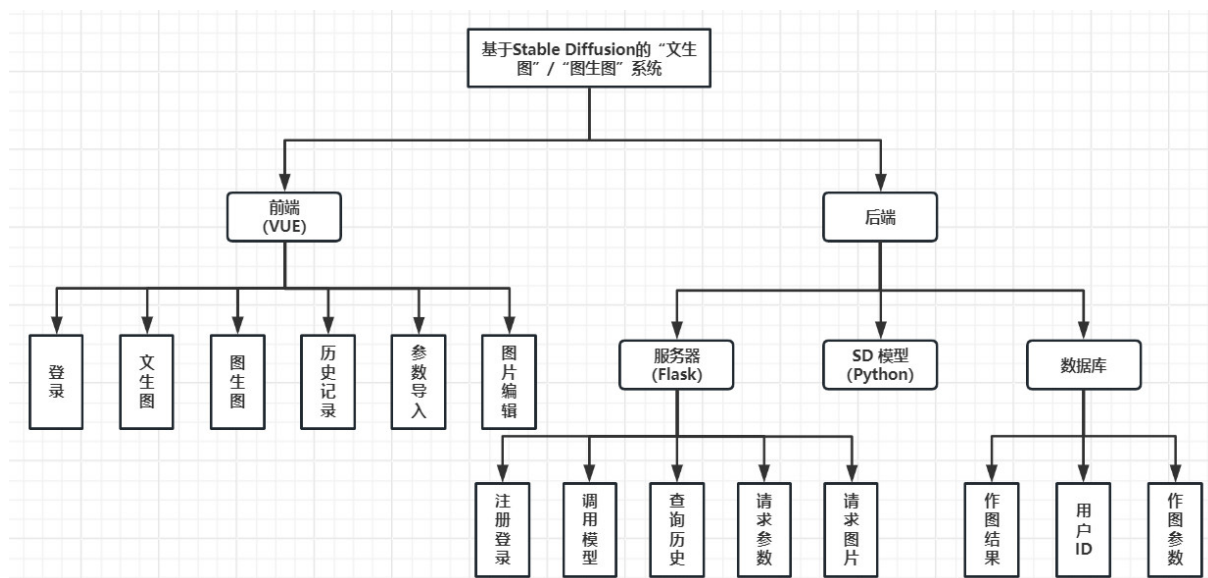 基于Stable Diffusion的“文生
图” / “图生图”系统
前端
(VUE)
后端
登录
文生图
图生图
历史记录
参数导入
图片编辑
服务器
(Flask)
SD 模型
(Python)
数据库
注册登录
调用模型
查询历史
请求参数
请求图片
作图结果
用户ID
作图参数